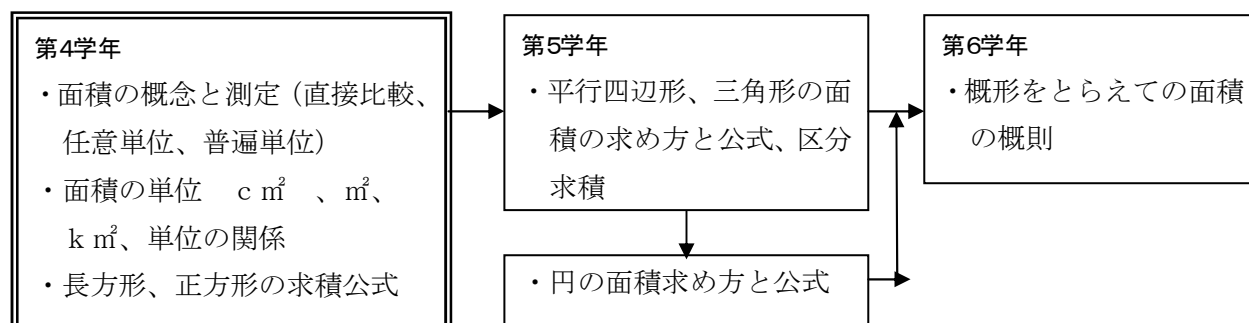 第4学年
・面積の概念と測定（直接比較、
任意単位、普遍単位）
・面積の単位　ｃ㎡　、㎡、
ｋ㎡、単位の関係
・長方形、正方形の求積公式
第5学年
・平行四辺形、三角形の面
積の求め方と公式、区分
求積
・円の面積求め方と公式
第6学年
・概形をとらえての面積
の概則